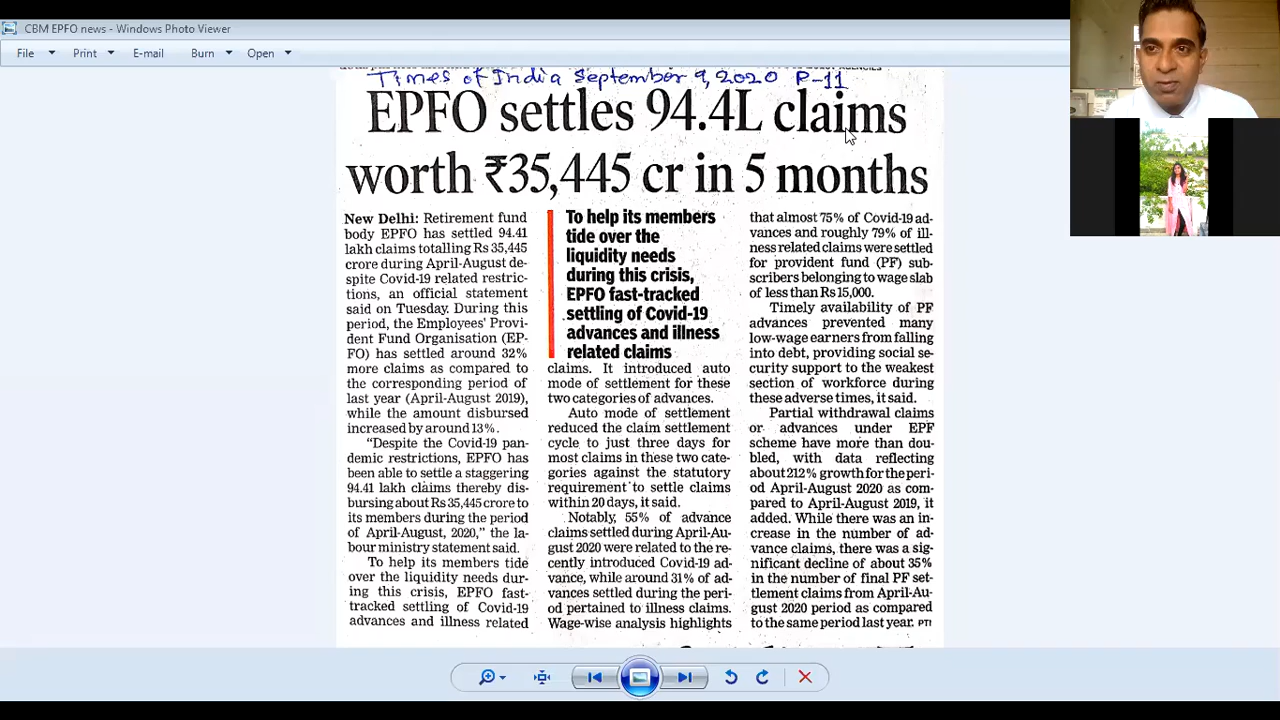 CBM EPFO news - Windows Photo Viewer
File Print E-mail Burn Open
Times of India September 9, 2020 P-11
EPFO settles 94.4L claims
worth ₹35,445 cr in 5 months
New Delhi: Retirement fund
body EPFO has settled 94.41
lakh claims totalling Rs 35,445
crore during April-August de-
spite Covid-19 related restric-
tions, an official statement
said on Tuesday. During this
period, the Employees' Provi-
dent Fund Organisation (EP-
FO) has settled around 32%
more claims as compared to
the corresponding period of
last year (April-August 2019),
while the amount disbursed
increased by around 13%.
"Despite the Covid-19 pan-
demic restrictions, EPFO has
been able to settle a staggering
94.41 lakh claims thereby dis-
bursing about Rs 35,445 crore to
its members during the period
of April-August, 2020," the la-
bour ministry statement said.
To help its members tide
over the liquidity needs dur-
ing this crisis, EPFO fast-
tracked settling of Covid-19
advances and illness related
To help its members
tide over the
liquidity needs
during this crisis,
EPFO fast-tracked
settling of Covid-19
advances and illness
related claims
claims. It introduced auto
mode of settlement for these
two categories of advances.
Auto mode of settlement
reduced the claim settlement
cycle to just three days for
most claims in these two cate-
gories against the statutory
requirement to settle claims
within 20 days, it said.
Notably, 55% of advance
claims settled during April-Au-
gust 2020 were related to the re-
cently introduced Covid-19 ad-
vance, while around 31% of ad-
vances settled during the peri-
od pertained to illness claims.
Wage-wise analysis highlights
that almost 75% of Covid-19 ad-
vances and roughly 79% of ill-
ness related claims were settled
for provident fund (PF) sub-
scribers belonging to wage slab
of less than Rs 15,000.
Timely availability of PF
advances prevented many
low-wage earners from falling
into debt, providing social se-
curity support to the weakest
section of workforce during
these adverse times, it said.
Partial withdrawal claims
or advances under EPF
scheme have more than dou-
bled, with data reflecting
about 212% growth for the peri-
od April-August 2020 as com-
pared to April-August 2019, it
added. While there was an in-
crease in the number of ad-
vance claims, there was a sig-
nificant decline of about 35%
in the number of final PF set-
tlement claims from April-Au-
gust 2020 period as compared
to the same period last year. PTI